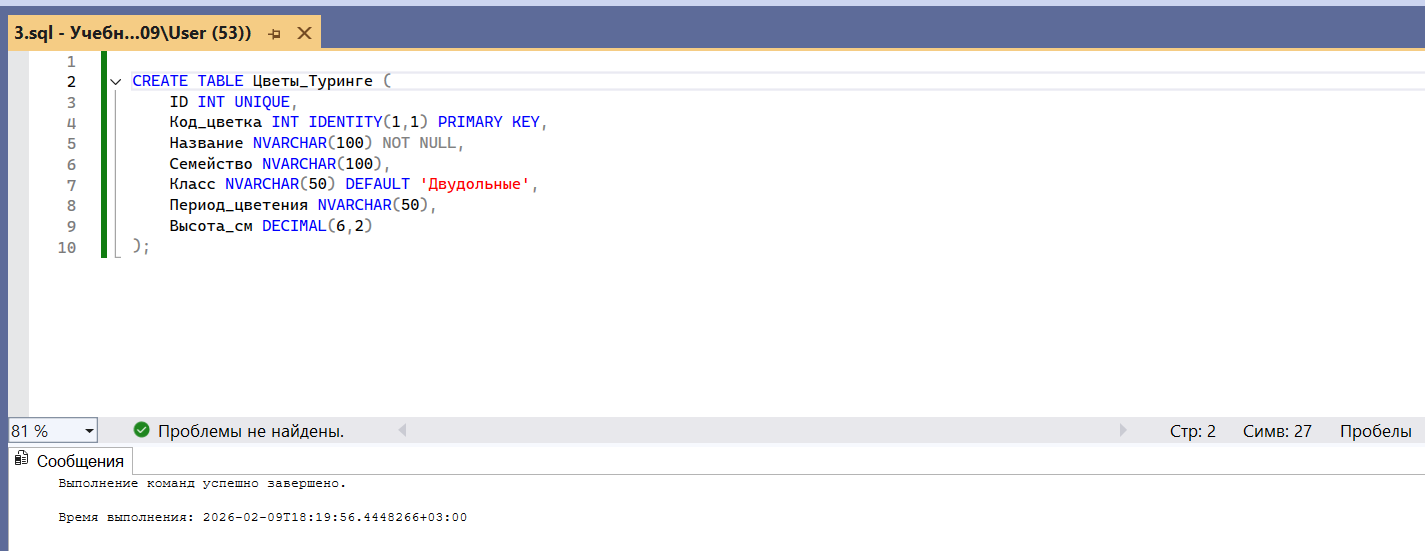 3.sql - Учебн...09\User (53))
1
2 CREATE TABLE Цветы_Туринге (
3 ID INT UNIQUE,
4 Код_цветка INT IDENTITY(1,1) PRIMARY KEY,
5 Название NVARCHAR(100) NOT NULL,
6 Семейство NVARCHAR(100),
7 Класс NVARCHAR(50) DEFAULT 'Двудольные',
8 Период_цветения NVARCHAR(50),
9 Высота_см DECIMAL(6,2)
10 );
81 % Проблемы не найдены. Стр: 2 Симв: 27 Пробелы
Сообщения
Выполнение команд успешно завершено.
Время выполнения: 2026-02-09T18:19:56.4448266+03:00